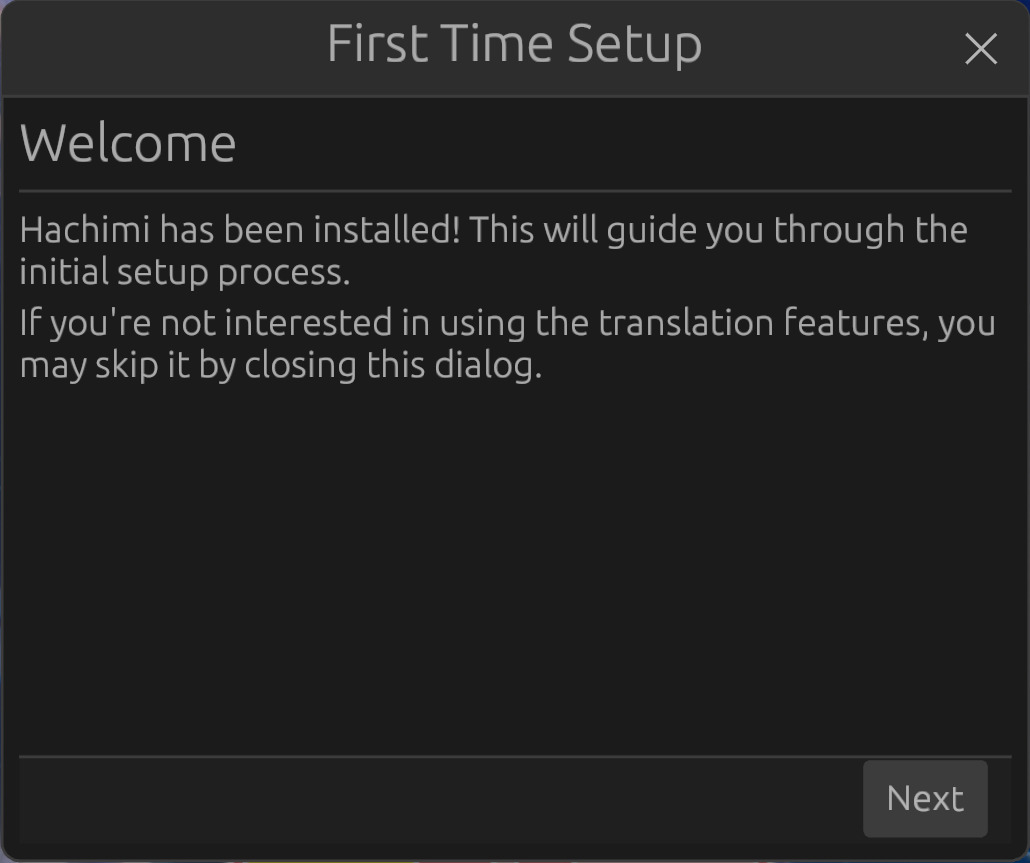 First Time Setup
Welcome
Hachimi has been installed! This will guide you through the
initial setup process.
If you're not interested in using the translation features, you
may skip it by closing this dialog.
Next